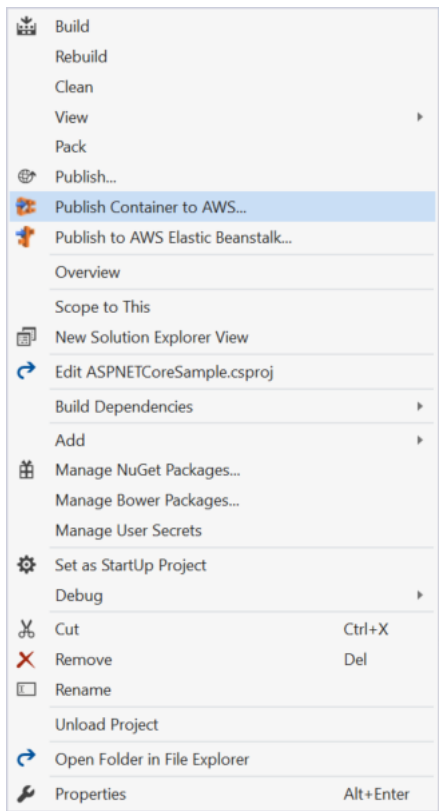 Build
Rebuild
Clean
View
Pack
Publish...
Publish Container to AWS...
Publish to AWS Elastic Beanstalk...
Overview
Scope to This
New Solution Explorer View
Edit ASPNETCoreSample.csproj
Build Dependencies
Add
Manage NuGet Packages...
Manage Bower Packages...
Manage User Secrets
Set as StartUp Project
Debug
Cut Ctrl+X
Remove Del
Rename
Unload Project
Open Folder in File Explorer
Properties Alt+Enter